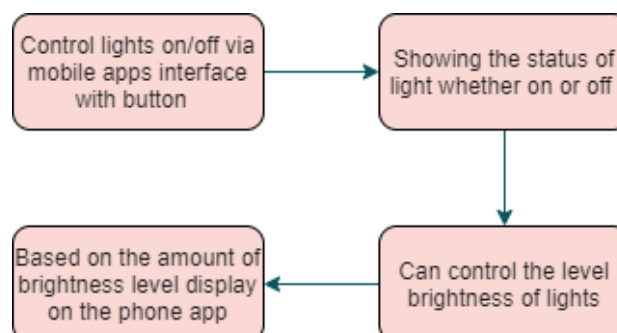 Control lights on/off via
mobile apps interface
with button
Showing the status of
light whether on or off
Can control the level
brightness of lights
Based on the amount of
brightness level display
on the phone app